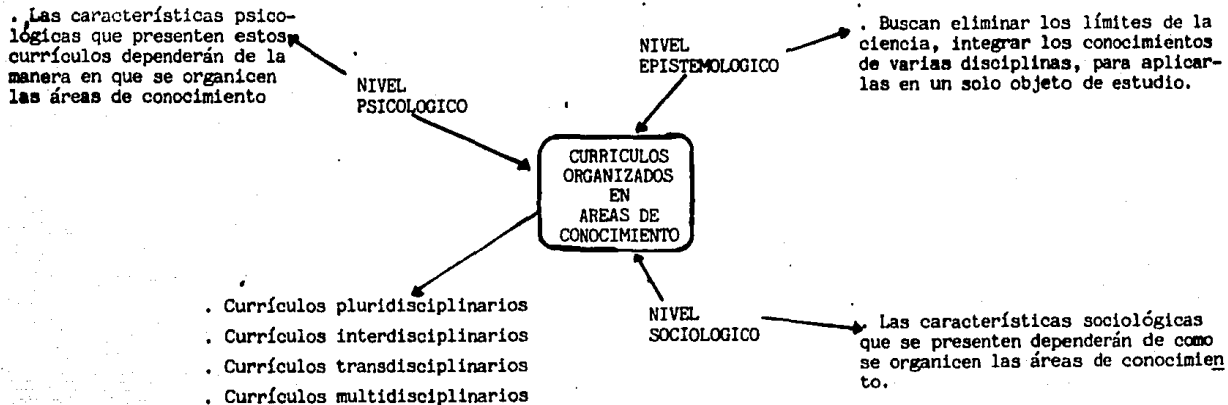 . Las características psico-
lógicas que presenten estos
currículos dependerán de la
manera en que se organicen
las áreas de conocimiento
NIVEL
PSICOLOGICO
NIVEL
EPISTEMOLOGICO
. Buscan eliminar los límites de la
ciencia, integrar los conocimientos
de varias disciplinas, para aplicar-
las en un solo objeto de estudio.
CURRICULOS
ORGANIZADOS
EN
AREAS DE
CONOCIMIENTO
. Currículos pluridisciplinarios
. Currículos interdisciplinarios
. Currículos transdisciplinarios
. Currículos multidisciplinarios
NIVEL
SOCIOLOGICO
. Las características sociológicas
que se presenten dependerán de como
se organicen las áreas de conocimien
to.